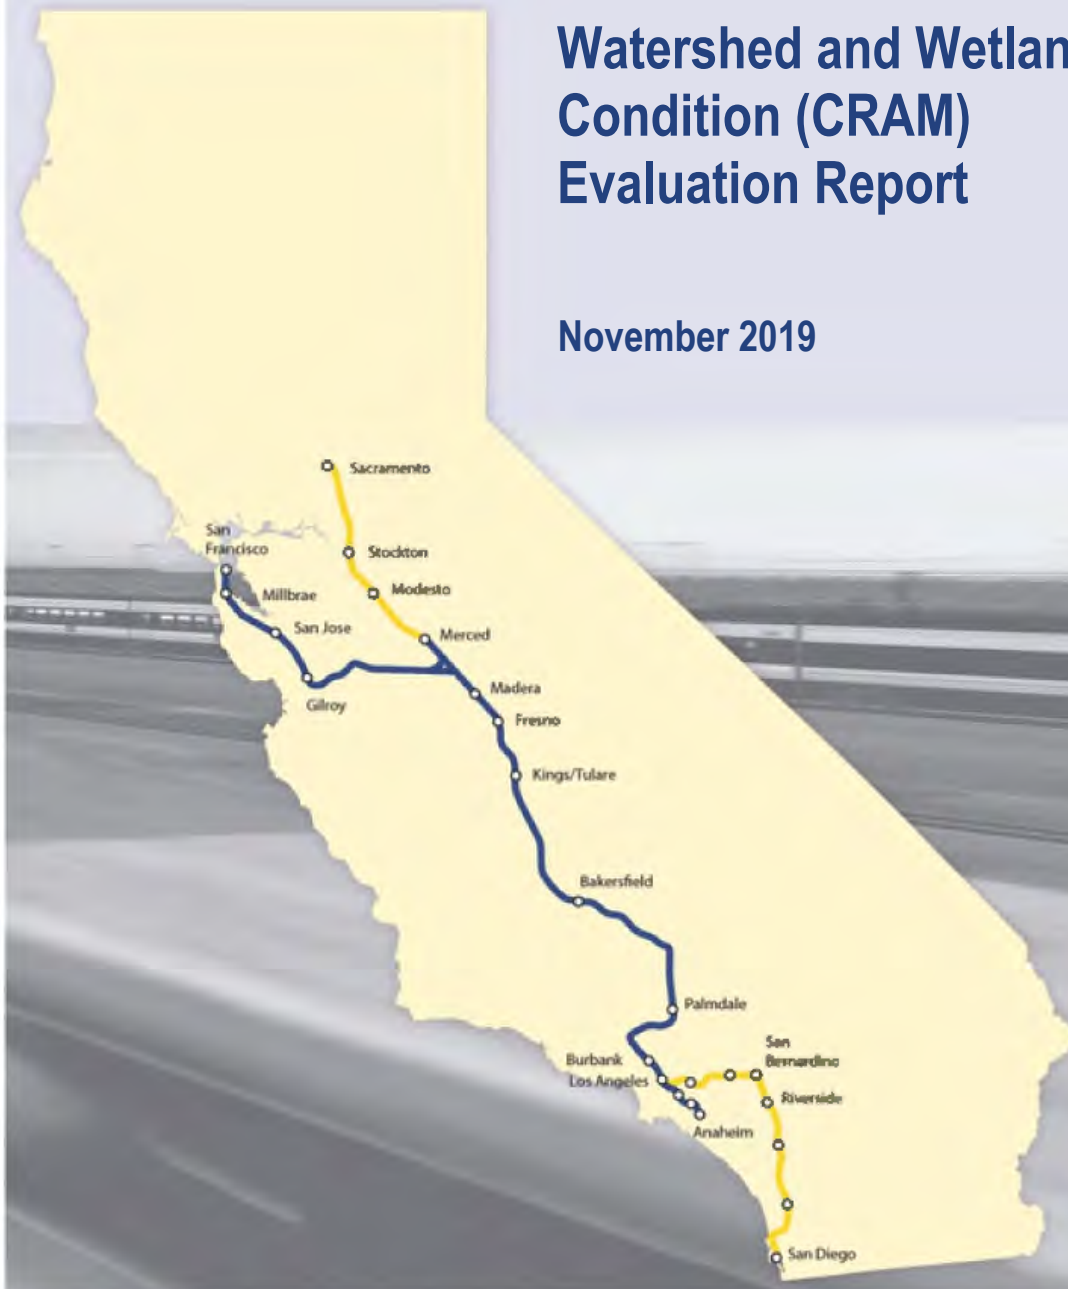 Watershed and Wetlan
Condition (CRAM)
Evaluation Report
November 2019
Sacramento
San
Francisco
Stockton
Millbrae
Modesto
San Jose
Merced
Gilroy
Madera
Fresno
Kings/Tulare
Bakersfield
Palmdale
San
Bernardino
Burbank
Los Angeles
Riverside
Anaheim
San Diego